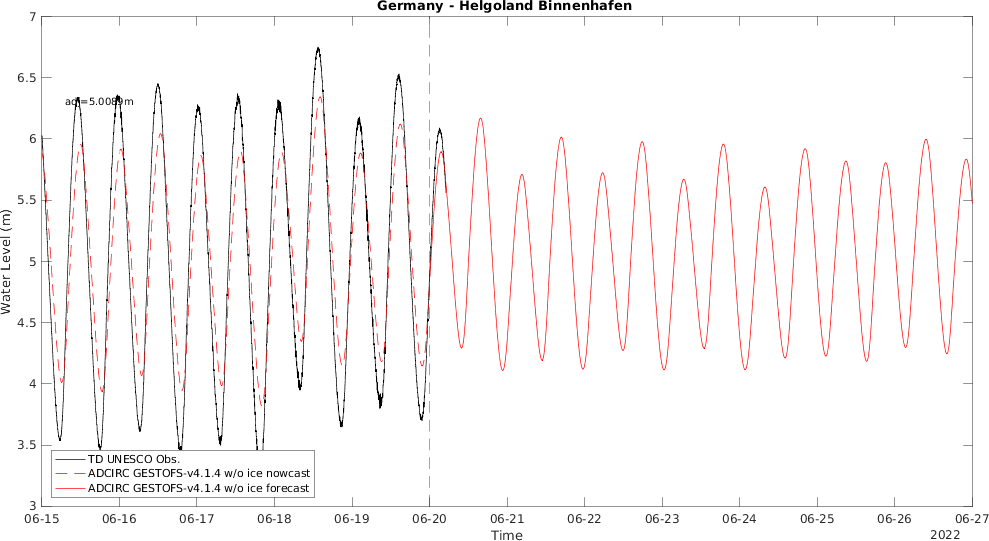 Germany - Helgoland Binnenhafen
7
6.5
6
5.5
5
4.5
4
3.5
3
Water Level (m)
adj=5.0089m
TD UNESCO Obs.
ADCIRC GESTOFS-v4.1.4 w/o ice nowcast
ADCIRC GESTOFS-v4.1.4 w/o ice forecast
06-15 06-16 06-17 06-18 06-19 06-20 06-21 06-22 06-23 06-24 06-25 06-26 06-27
Time
2022